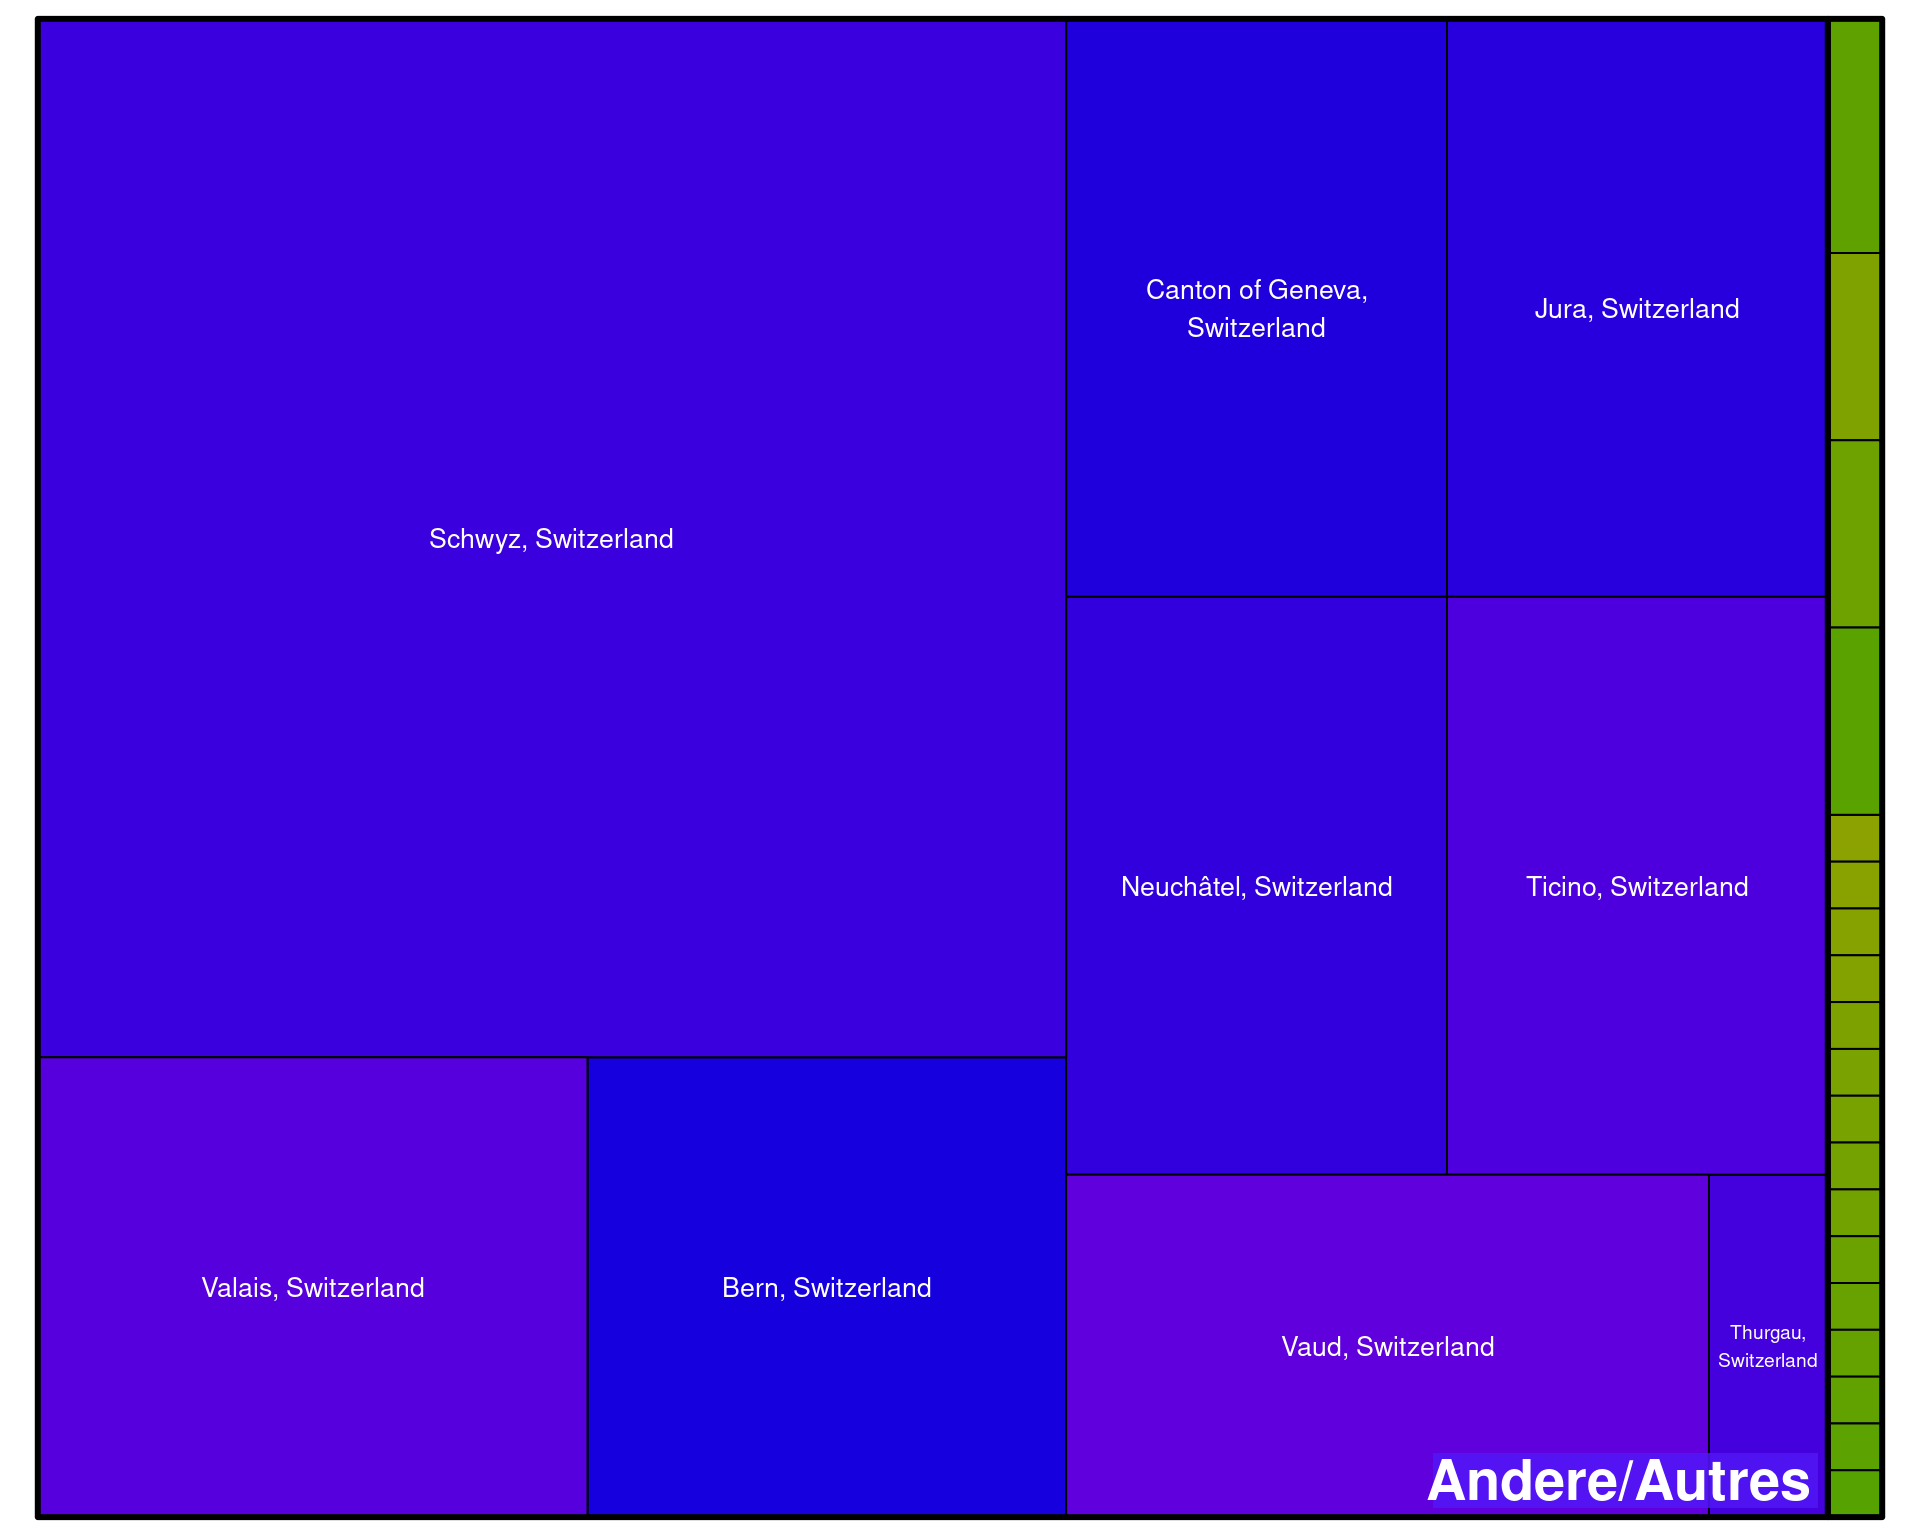 Schwyz, Switzerland
Canton of Geneva,
Switzerland
Jura, Switzerland
Neuchâtel, Switzerland
Ticino, Switzerland
Valais, Switzerland
Bern, Switzerland
Vaud, Switzerland
Thurgau,
Switzerland
Andere/Autres